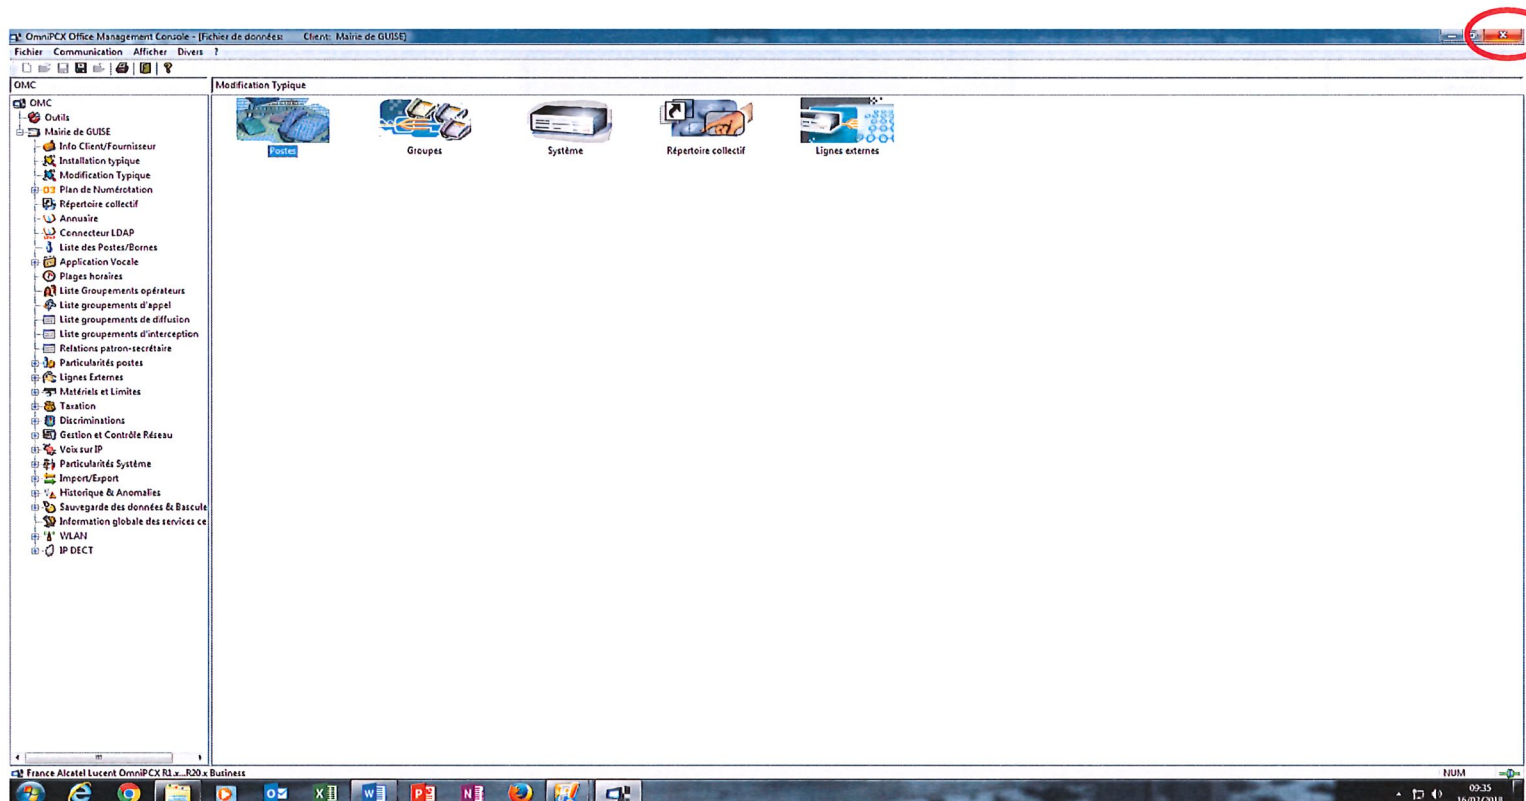 OmniPCX Office Management Console - [Fichier de données: Client: Mairie de GUISE]
Fichier Communication Afficher Divers ?
OMC
Modification Typique
OMC
Outils
Mairie de GUISE
Info Client/Fournisseur
Installation typique
Modification Typique
Plan de Numérotation
Répertoire collectif
Annuaire
Connecteur LDAP
Liste des Postes/Bornes
Application Vocale
Plages horaires
Liste Groupements opérateurs
Liste groupements d'appel
Liste groupements de diffusion
Liste groupements d'interception
Relations patron-secrétaire
Particularités postes
Lignes Externes
Matériels et Limites
Taxation
Discriminations
Gestion et Contrôle Réseau
Voix sur IP
Particularités Système
Import/Export
Historique & Anomalies
Sauvegarde des données & Bascule
Information globale des services ce
WLAN
IP DECT
Postes
Groupes
Système
Répertoire collectif
Lignes externes
France Alcatel Lucent OmniPCX R1.x...R20.x Business
NUM
09:35